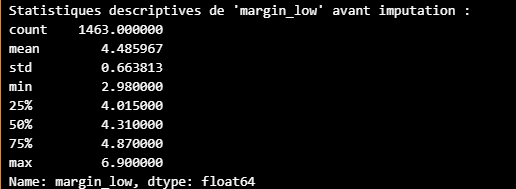 Statistiques descriptives de 'margin_low' avant imputation :
count    1463.000000
mean        4.485967
std         0.663813
min         2.980000
25%         4.015000
50%         4.310000
75%         4.870000
max         6.900000
Name: margin_low, dtype: float64